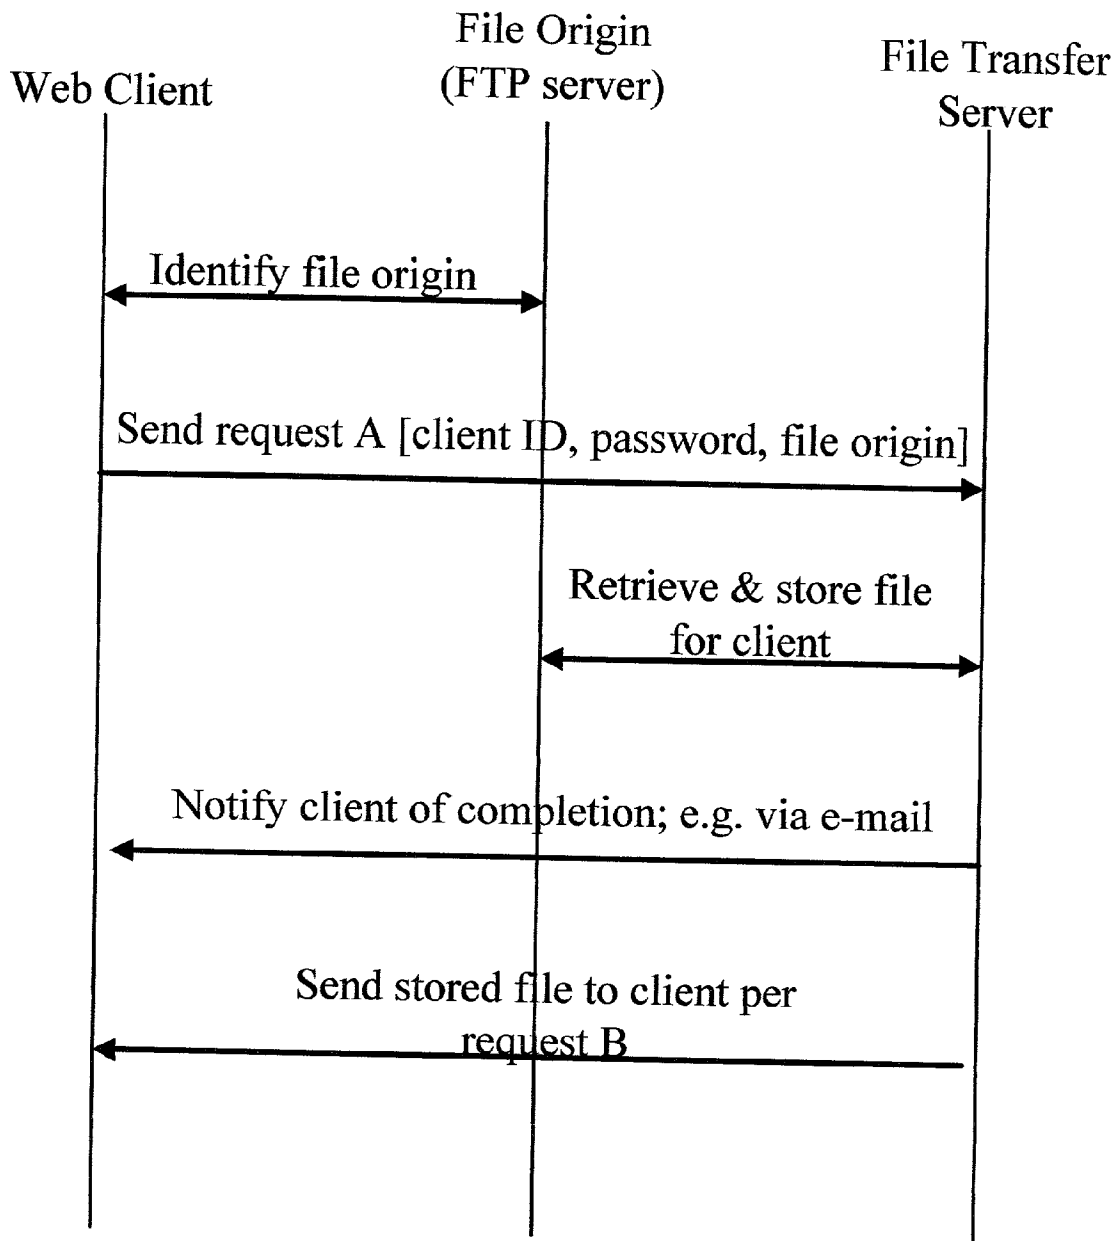 Web Client
File Origin
(FTP server)
File Transfer
Server
Identify file origin
Send request A [client ID, password, file origin]
Retrieve & store file
for client
Notify client of completion; e.g. via e-mail
Send stored file to client per
request B